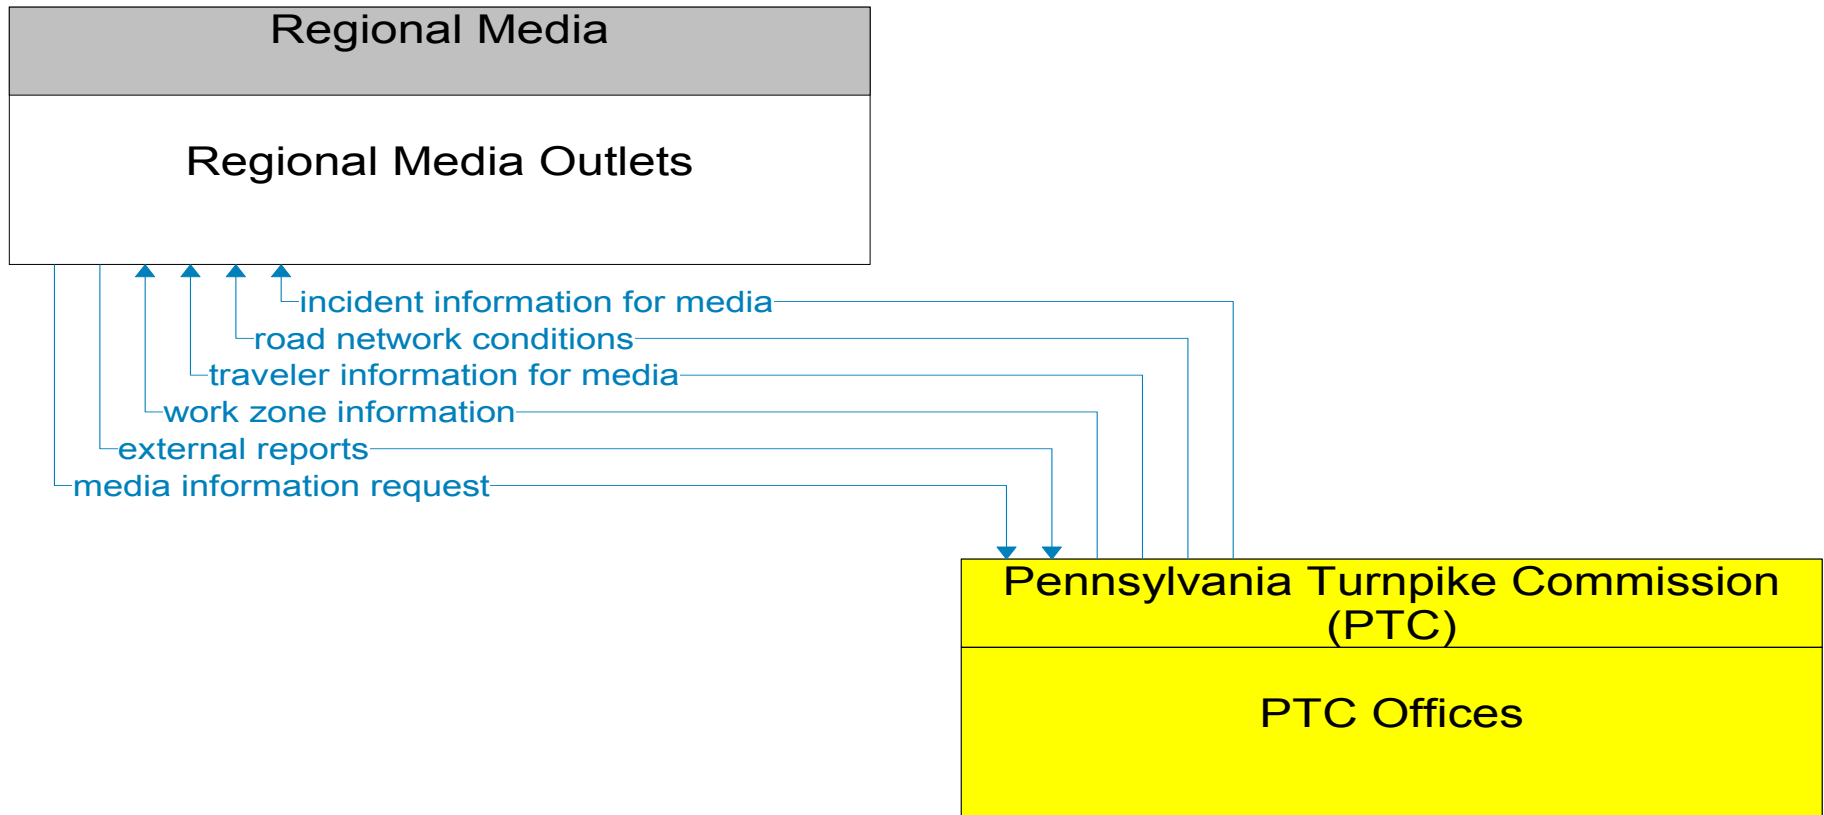 Regional Media
Regional Media Outlets
incident information for media
road network conditions
traveler information for media
work zone information
external reports
media information request
Pennsylvania Turnpike Commission
(PTC)
PTC Offices